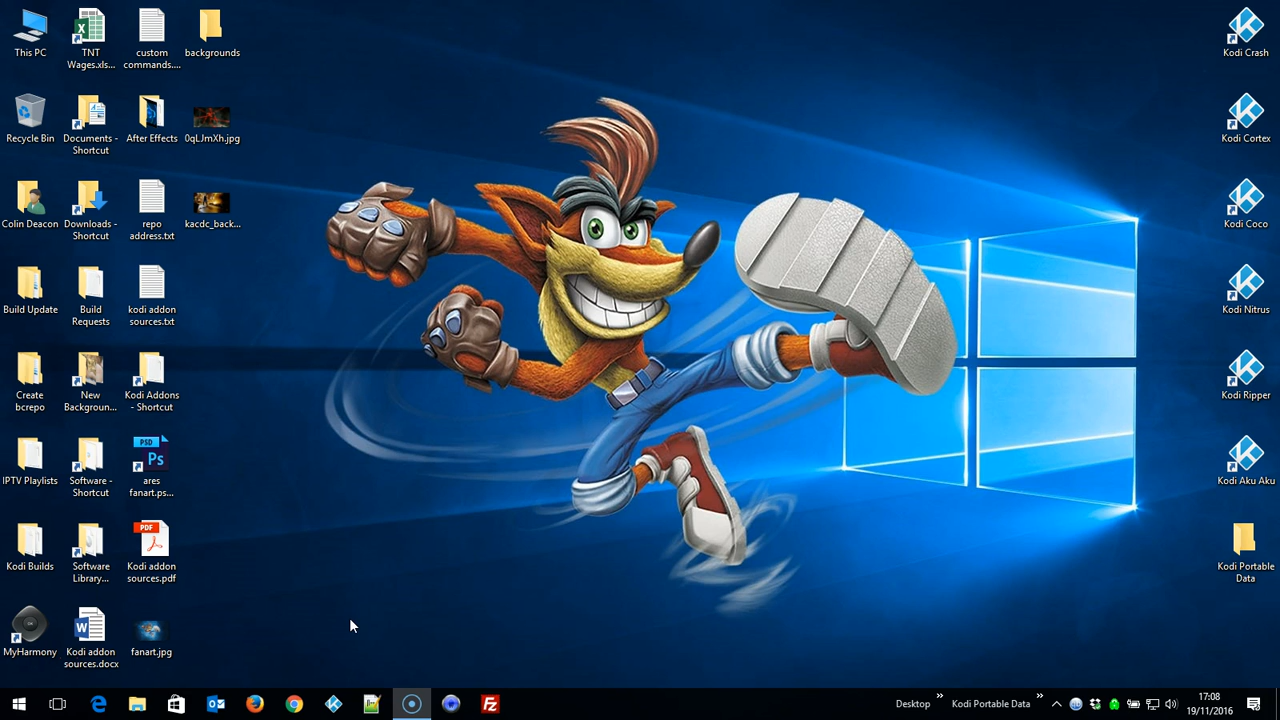 This PC
TNT
Wages.xls...
custom
commands....
backgrounds
Kodi Crash
Recycle Bin
Documents -
Shortcut
After Effects
0qLJmXh.jpg
Kodi Cortex
Colin Deacon
Downloads -
Shortcut
repo
address.txt
kacdc_back...
Kodi Coco
Build Update
Build
Requests
kodi addon
sources.txt
Kodi Nitrus
Create
bcrepo
New
Backgroun...
Kodi Addons
- Shortcut
Kodi Ripper
PSD
Ps
IPTV Playlists
Software -
Shortcut
ares
fanart.ps...
Kodi Aku Aku
PDF
Kodi Builds
Software
Library...
Kodi addon
sources.pdf
Kodi Portable
Data
MyHarmony
Kodi addon
sources.docx
fanart.jpg
Desktop
Kodi Portable Data
17:08
19/11/2016